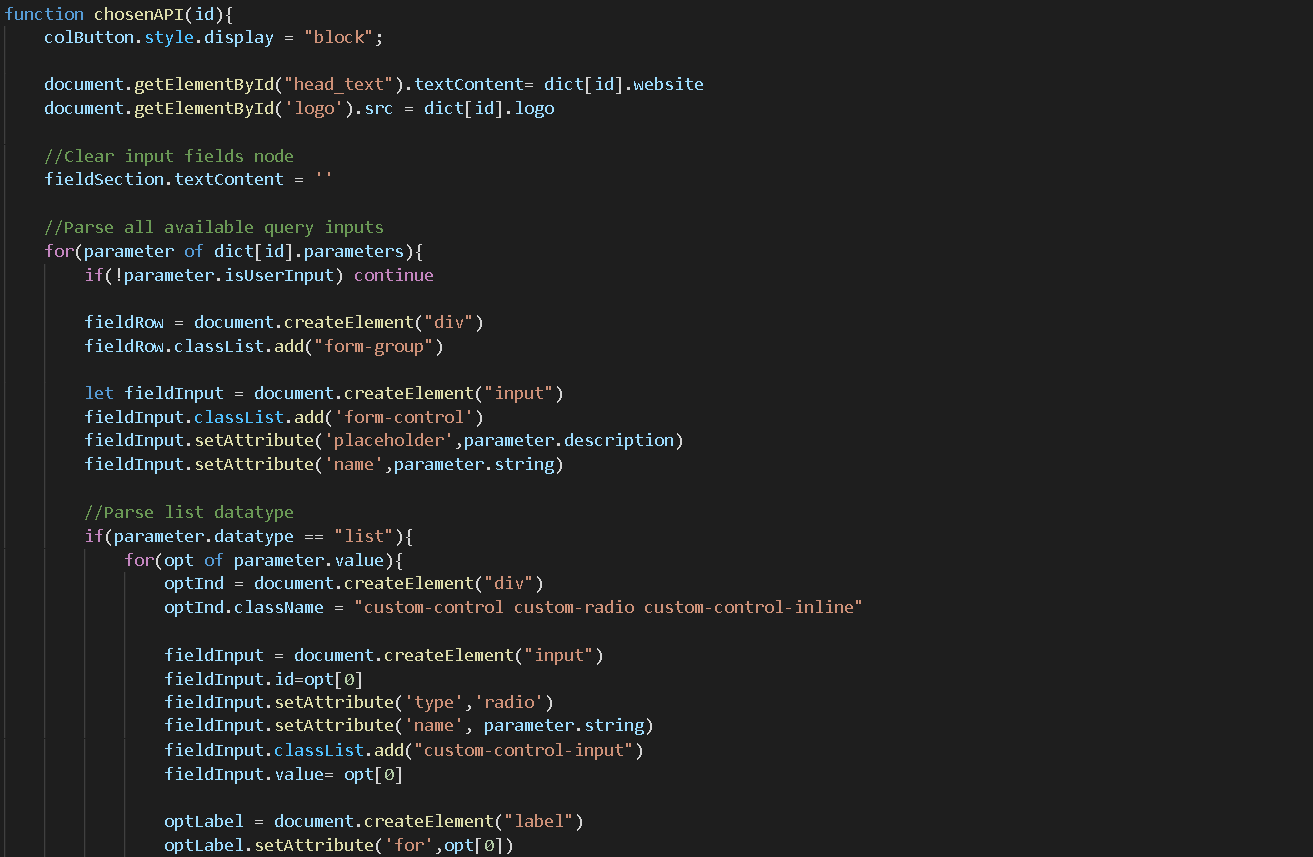 function chosenAPI(id){
    colButton.style.display = "block";

    document.getElementById("head_text").textContent= dict[id].website
    document.getElementById('logo').src = dict[id].logo

    //Clear input fields node
    fieldSection.textContent = ''

    //Parse all available query inputs
    for(parameter of dict[id].parameters){
        if(!parameter.isUserInput) continue

        fieldRow = document.createElement("div")
        fieldRow.classList.add("form-group")

        let fieldInput = document.createElement("input")
        fieldInput.classList.add('form-control')
        fieldInput.setAttribute('placeholder',parameter.description)
        fieldInput.setAttribute('name',parameter.string)

        //Parse list datatype
        if(parameter.datatype == "list"){
            for(opt of parameter.value){
                optInd = document.createElement("div")
                optInd.className = "custom-control custom-radio custom-control-inline"

                fieldInput = document.createElement("input")
                fieldInput.id=opt[0]
                fieldInput.setAttribute('type','radio')
                fieldInput.setAttribute('name', parameter.string)
                fieldInput.classList.add("custom-control-input")
                fieldInput.value= opt[0]

                optLabel = document.createElement("label")
                optLabel.setAttribute('for',opt[0])